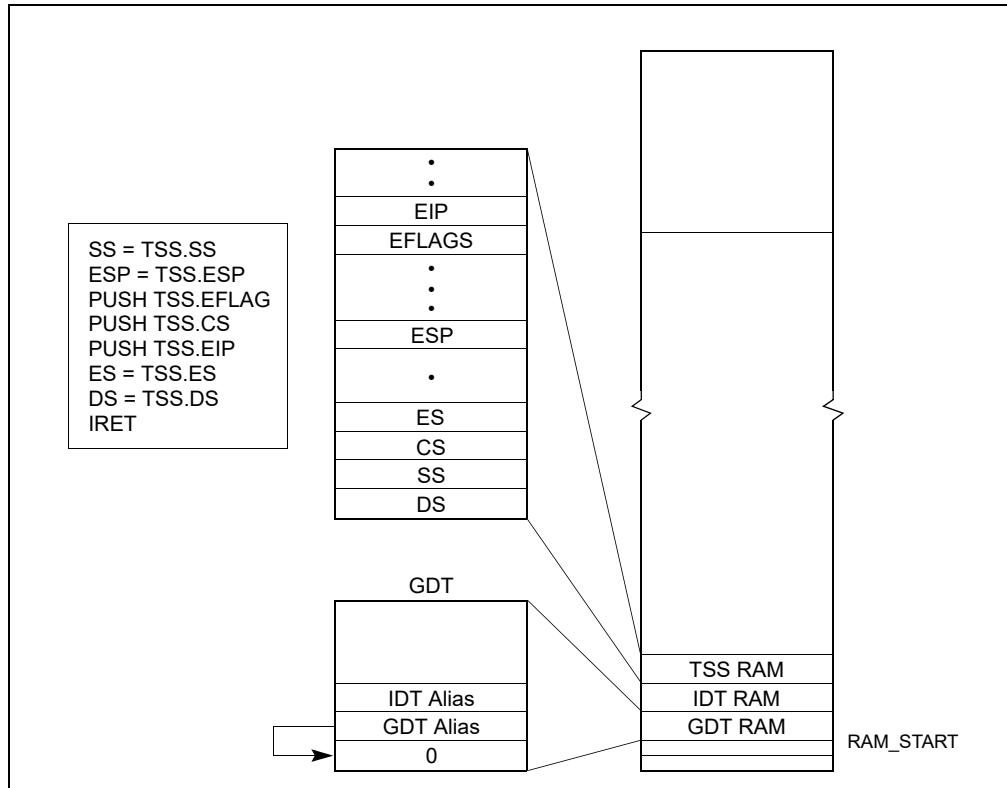 SS = TSS.SS
ESP = TSS.ESP
PUSH TSS.EFLAG
PUSH TSS.CS
PUSH TSS.EIP
ES = TSS.ES
DS = TSS.DS
IRET
EIP
EFLAGS
ESP
ES
CS
SS
DS
GDT
IDT Alias
GDT Alias
0
TSS RAM
IDT RAM
GDT RAM
RAM_START